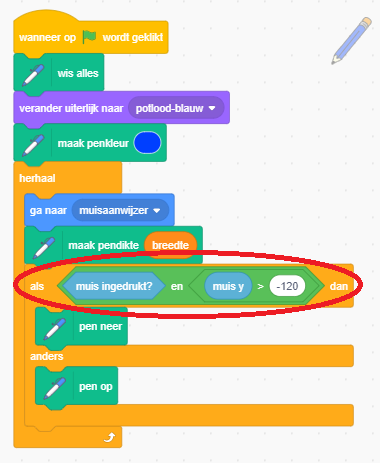 wanneer op wordt geklikt
wis alles
verander uiterlijk naar potlood-blauw
maak penkleur
herhaal
ga naar muisaanwijzer
maak pendikte breedte
als muis ingedrukt? en muis y > -120 dan
pen neer
anders
pen op